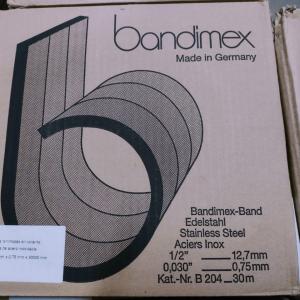 bandimex
Made in Germany
Bandimex-Band
Edelstahl
Stainless Steel
Aciers Inox
1/2" 12,7mm
0,030" 0,75mm
Kat.-Nr. B 204 30m